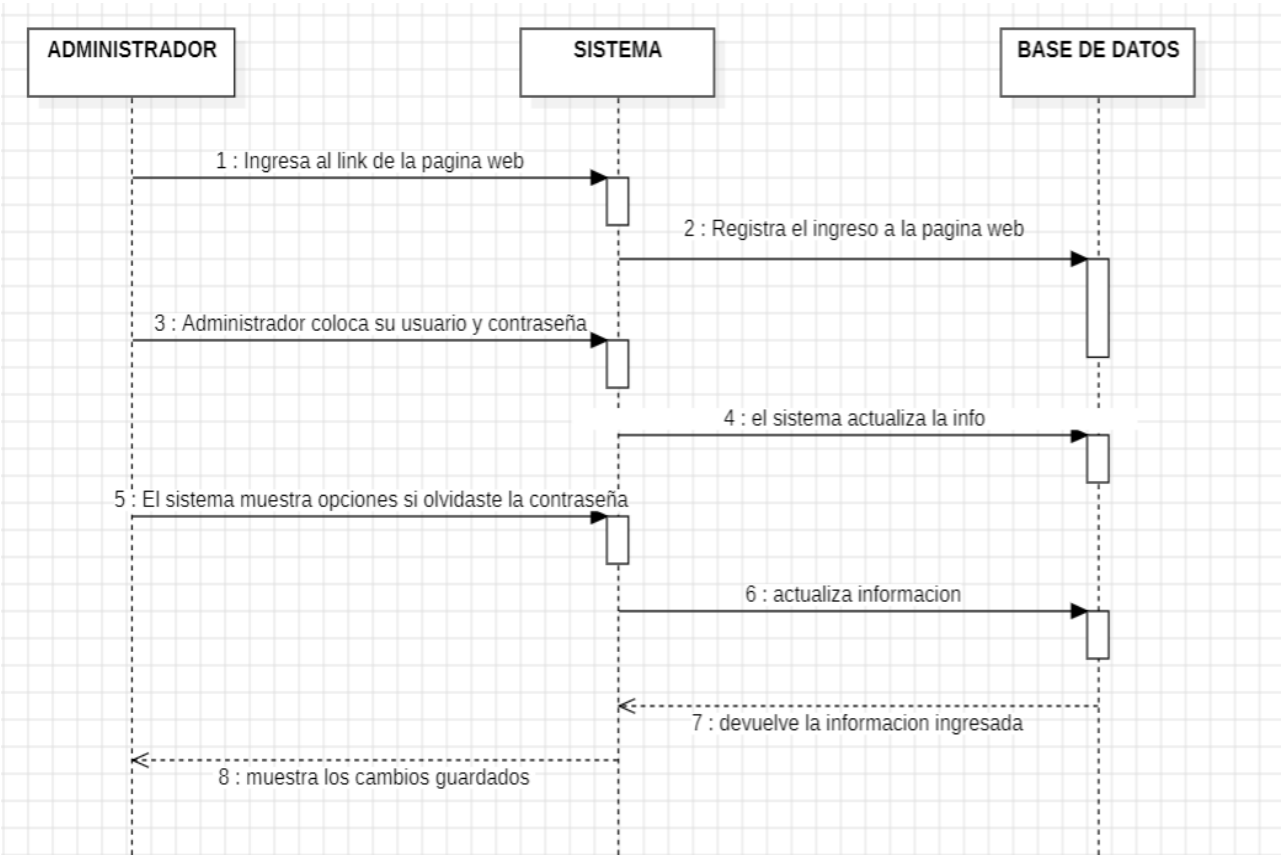 ADMINISTRADOR
SISTEMA
BASE DE DATOS
1 : Ingresa al link de la pagina web
2 : Registra el ingreso a la pagina web
3 : Administrador coloca su usuario y contraseña
4 : el sistema actualiza la info
5 : El sistema muestra opciones si olvidaste la contraseña
6 : actualiza informacion
7 : devuelve la informacion ingresada
8 : muestra los cambios guardados